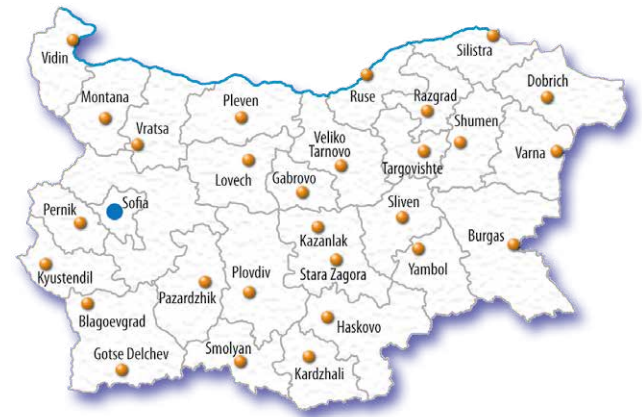 Vidin
Silistra
Dobrich
Montana
Pleven
Ruse
Razgrad
Vratsa
Shumen
Veliko
Tarnovo
Varna
Lovech
Gabrovo
Targovishte
Pernik
Sofia
Sliven
Kazanlak
Burgas
Kyustendil
Pazardzhik
Plovdiv
Stara Zagora
Yambol
Blagoevgrad
Haskovo
Gotse Delchev
Smolyan
Kardzhali